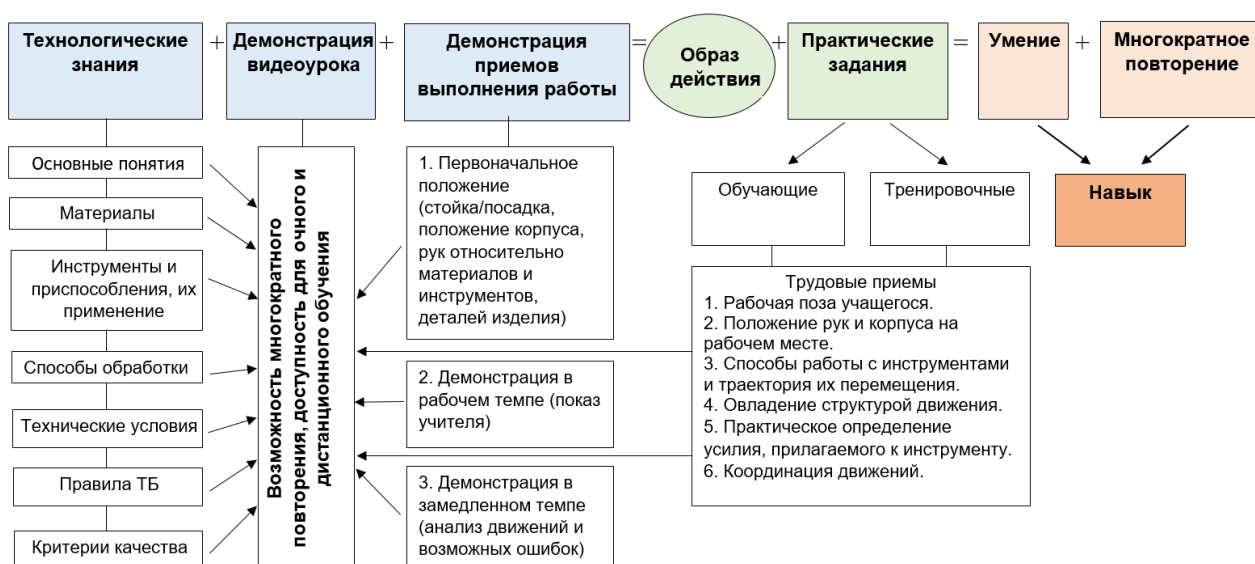 Технологические
знания
+
Демонстрация
видеоурока
+
Демонстрация
приемов
выполнения работы
=
Образ
действия
+
Практические
задания
=
Умение
+
Многократное
повторение
Основные понятия
Материалы
Инструменты и
приспособления, их
применение
Способы обработки
Технические условия
Правила ТБ
Критерии качества
Возможность многократного
повторения, доступность для очного и
дистанционного обучения
1. Первоначальное
положение
(стойка/посадка,
положение корпуса,
рук относительно
материалов и
инструментов,
деталей изделия)
2. Демонстрация в
рабочем темпе (показ
учителя)
3. Демонстрация в
замедленном темпе
(анализ движений и
возможных ошибок)
Обучающие
Тренировочные
Навык
Трудовые приемы
1. Рабочая поза учащегося.
2. Положение рук и корпуса на
рабочем месте.
3. Способы работы с инструментами
и траектория их перемещения.
4. Овладение структурой движения.
5. Практическое определение
усилия, прилагаемого к инструменту.
6. Координация движений.